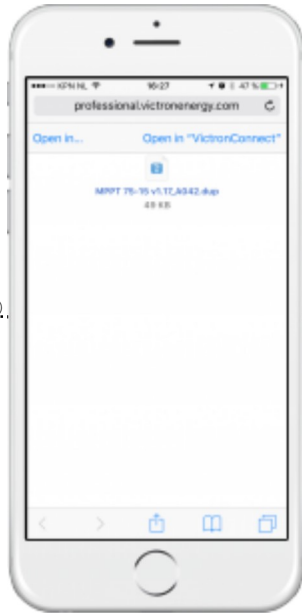 KPN NL 16:27 47 %
professional.victronenergy.com
Open in... Open in "VictronConnect"
MPPT 75-15 v1.17_A042.dup
49 KB